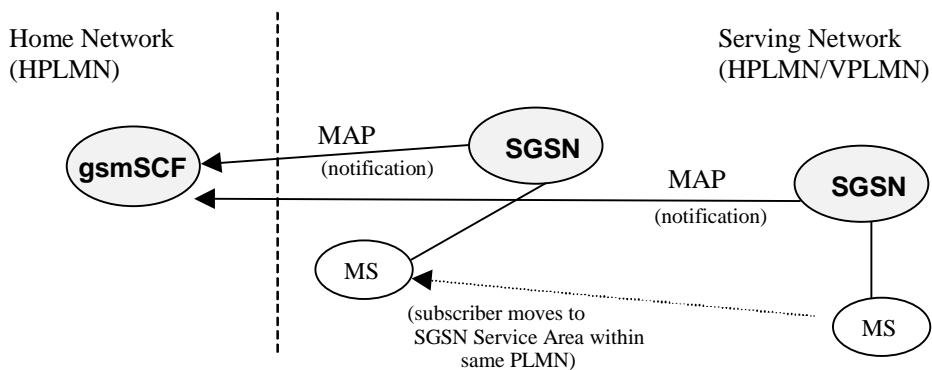 Home Network
(HPLMN)
Serving Network
(HPLMN/VPLMN)
MAP
(notification)
SGSN
gsmSCF
MAP
(notification)
SGSN
MS
(subscriber moves to
SGSN Service Area within
same PLMN)
MS